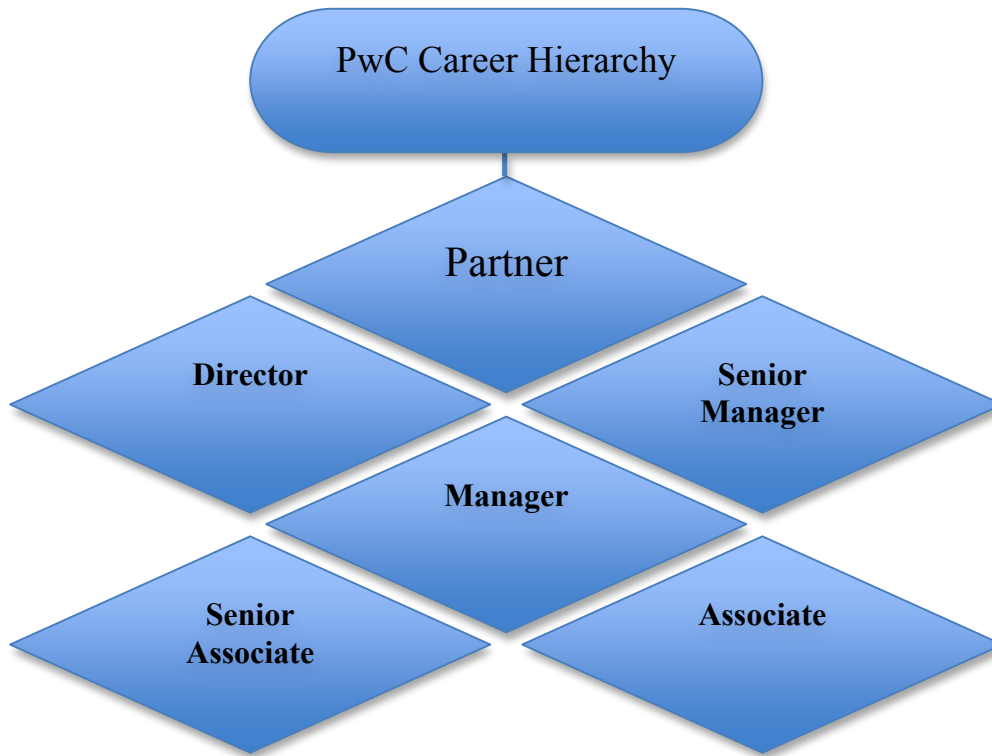 PwC Career Hierarchy
Partner
Director
Senior
Manager
Manager
Senior
Associate
Associate